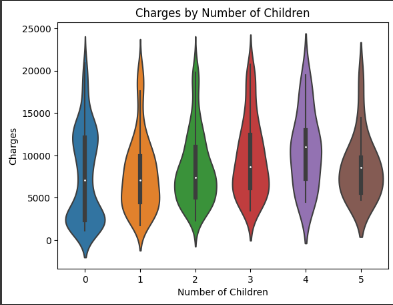 Charges by Number of Children
25000
20000
15000
10000
5000
0
Charges
0 1 2 3 4 5
Number of Children